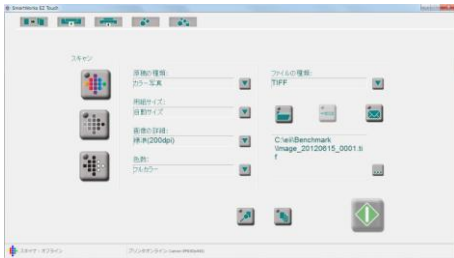 SmartWorks EZ Touch
スキャン
原稿の種類:
カラー写真
用紙サイズ:
自動サイズ
画像の詳細:
標準(200dpi)
色数:
フルカラー
ファイルの種類:
TIFF
C:\ei\Benchmark
\Image_20120615_0001.ti
f
スキャナ - オフライン
プリンタオンライン